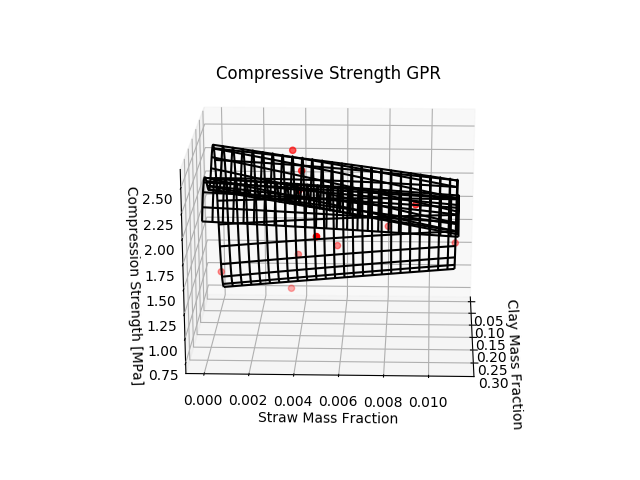 Compressive Strength GPR
Compression Strength [MPa]
2.50
2.25
2.00
1.75
1.50
1.25
1.00
0.75
0.000 0.002 0.004 0.006 0.008 0.010
Straw Mass Fraction
0.05
0.10
0.15
0.20
0.25
0.30
Clay Mass Fraction